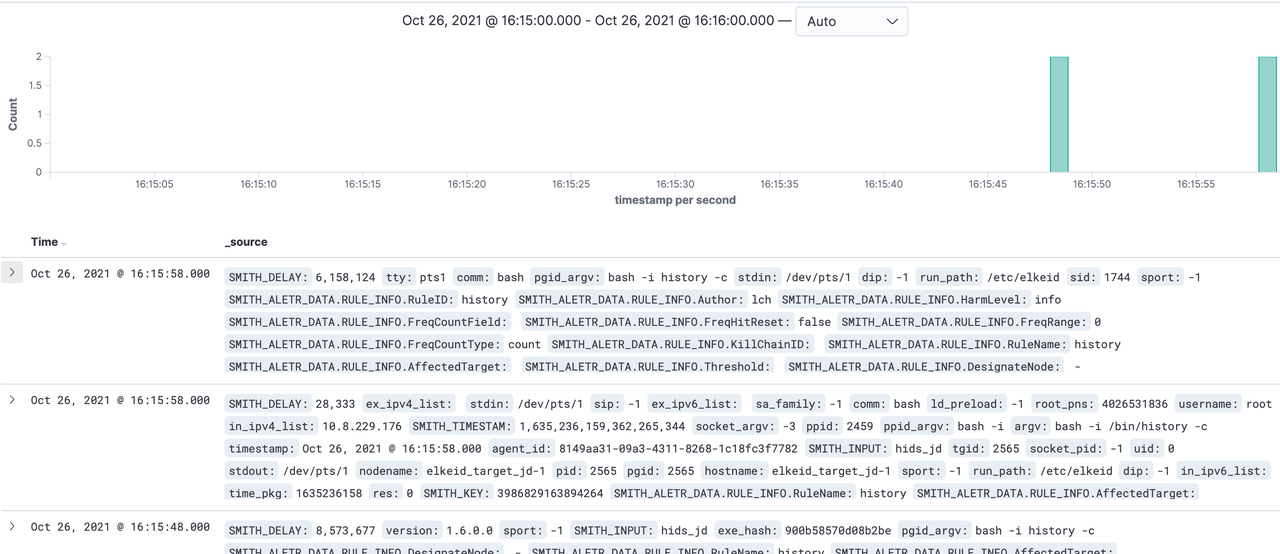 Oct 26, 2021 @ 16:15:00.000 - Oct 26, 2021 @ 16:16:00.000 — Auto
2
1.5
1
0.5
0
Count
16:15:05 16:15:10 16:15:15 16:15:20 16:15:25 16:15:30 16:15:35 16:15:40 16:15:45 16:15:50 16:15:55
timestamp per second
Time _source
Oct 26, 2021 @ 16:15:58.000 SMITH_DELAY: 6,158,124 tty: pts1 comm: bash pgid_argv: bash -i history -c stdin: /dev/pts/1 dip: -1 run_path: /etc/elkeid sid: 1744 sport: -1
SMITH_ALETR_DATA.RULE_INFO.RuleID: history SMITH_ALETR_DATA.RULE_INFO.Author: lch SMITH_ALETR_DATA.RULE_INFO.HarmLevel: info
SMITH_ALETR_DATA.RULE_INFO.FreqCountField: SMITH_ALETR_DATA.RULE_INFO.FreqHitReset: false SMITH_ALETR_DATA.RULE_INFO.FreqRange: 0
SMITH_ALETR_DATA.RULE_INFO.FreqCountType: count SMITH_ALETR_DATA.RULE_INFO.KillChainID: SMITH_ALETR_DATA.RULE_INFO.RuleName: history
SMITH_ALETR_DATA.RULE_INFO.AffectedTarget: SMITH_ALETR_DATA.RULE_INFO.Threshold: SMITH_ALETR_DATA.RULE_INFO.DesignateNode: -
Oct 26, 2021 @ 16:15:58.000 SMITH_DELAY: 28,333 ex_ipv4_list: stdin: /dev/pts/1 sip: -1 ex_ipv6_list: sa_family: -1 comm: bash ld_preload: -1 root_pns: 4026531836 username: root
in_ipv4_list: 10.8.229.176 SMITH_TIMESTAM: 1,635,236,159,362,265,344 socket_argv: -3 ppid: 2459 ppid_argv: bash -i argv: bash -i /bin/history -c
timestamp: Oct 26, 2021 @ 16:15:58.000 agent_id: 8149aa31-09a3-4311-8268-1c18fc3f7782 SMITH_INPUT: hids_jd tgid: 2565 socket_pid: -1 uid: 0
stdout: /dev/pts/1 nodename: elkeid_target_jd-1 pid: 2565 pgid: 2565 hostname: elkeid_target_jd-1 sport: -1 run_path: /etc/elkeid dip: -1 in_ipv6_list:
time_pkg: 1635236158 res: 0 SMITH_KEY: 3986829163894264 SMITH_ALETR_DATA.RULE_INFO.RuleName: history SMITH_ALETR_DATA.RULE_INFO.AffectedTarget:
Oct 26, 2021 @ 16:15:48.000 SMITH_DELAY: 8,573,677 version: 1.6.0.0 sport: -1 SMITH_INPUT: hids_jd exe_hash: 900b58570d08b2be pgid_argv: bash -i history -c
SMITH_ALETR_DATA.RULE_INFO.DesignateNode: - SMITH_ALETR_DATA.RULE_INFO.RuleName: history SMITH_ALETR_DATA.RULE_INFO.AffectedTarget: